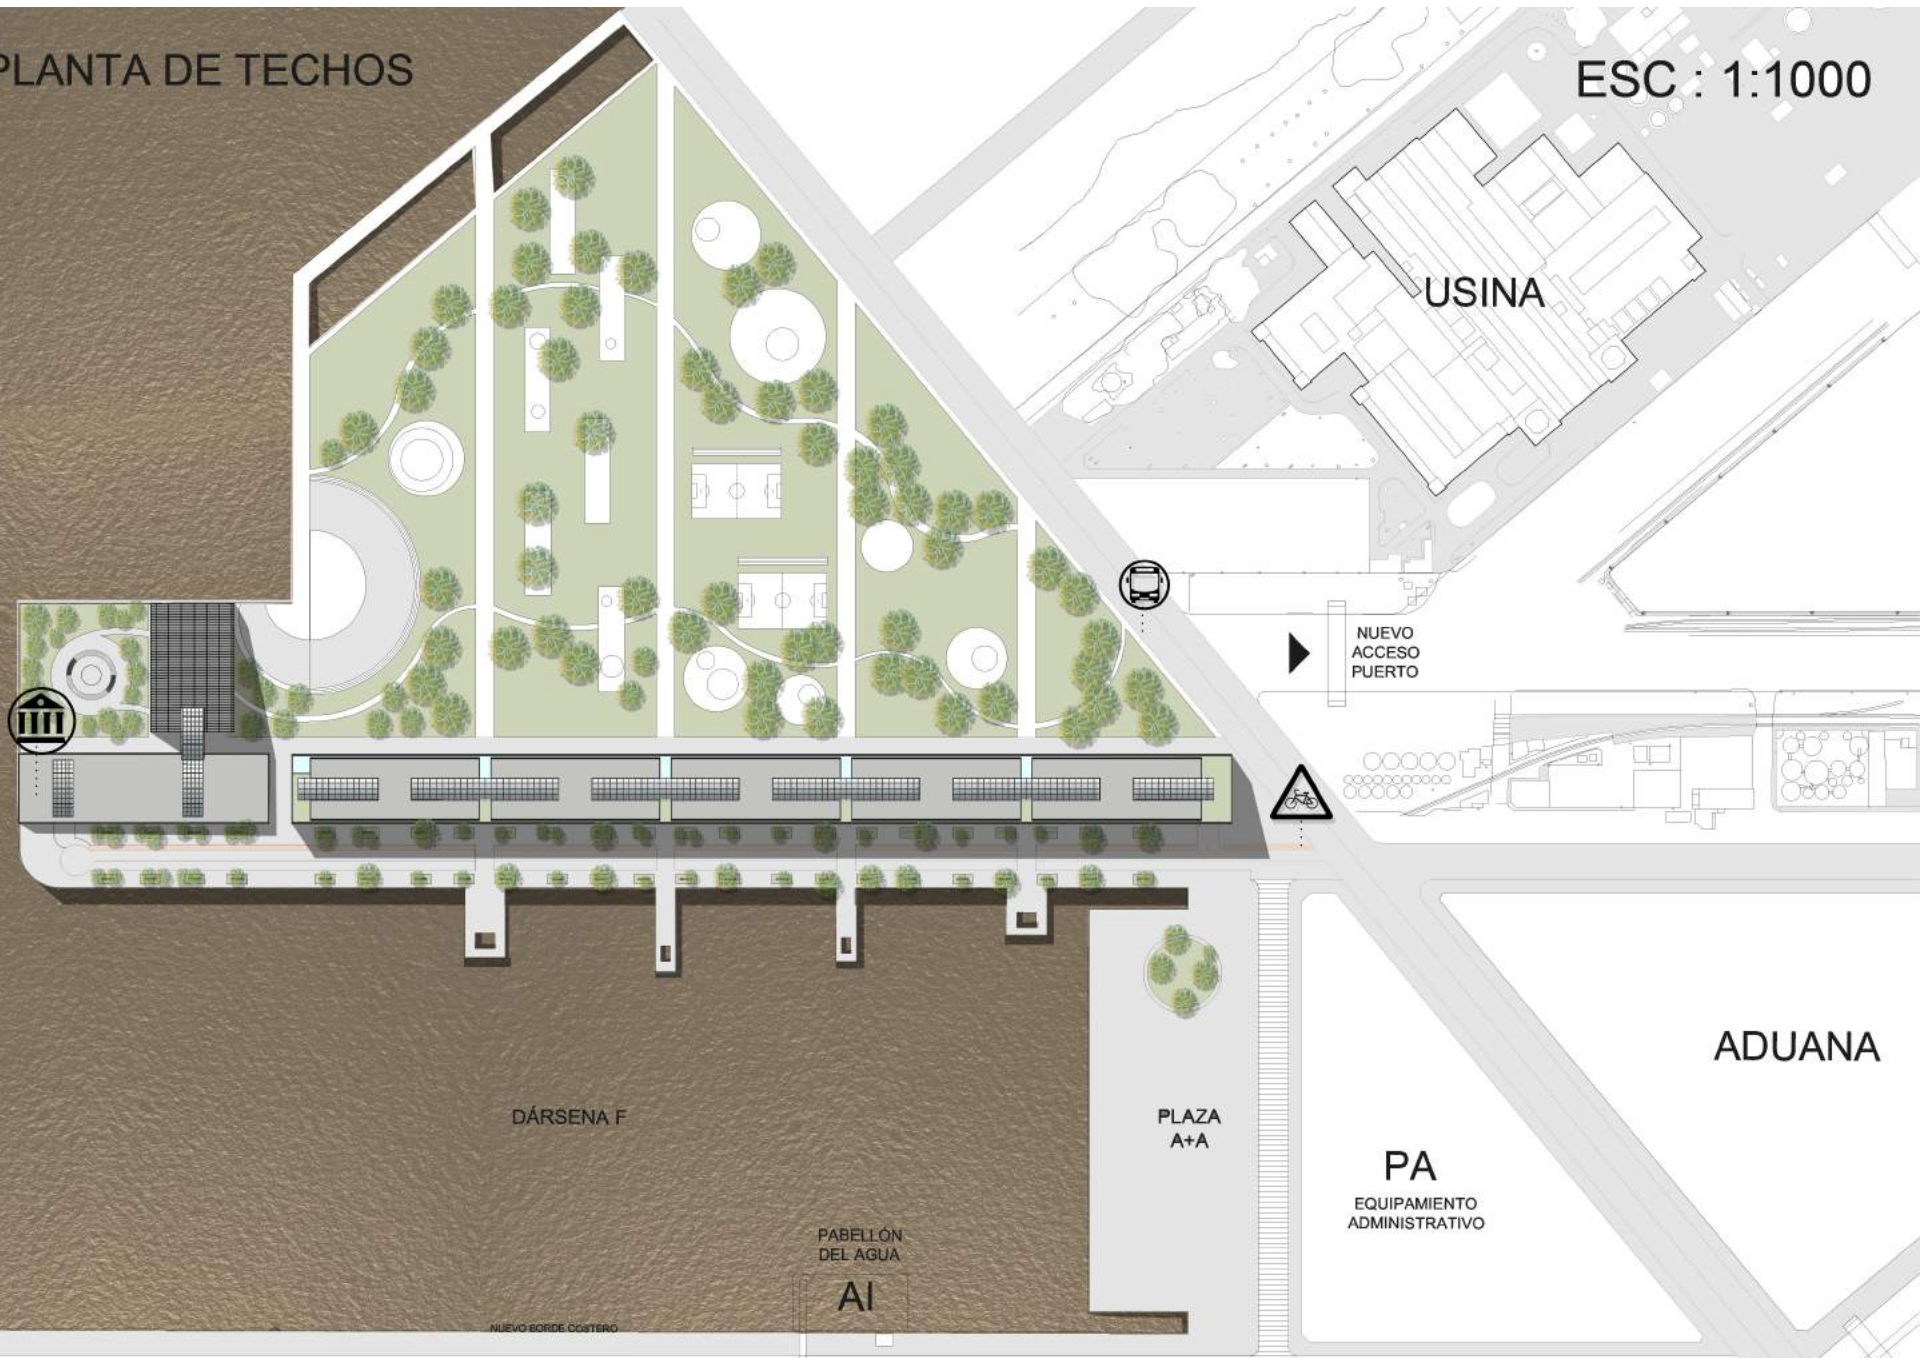 PLANTA DE TECHOS
ESC : 1:1000
USINA
NUEVO
ACCESO
PUERTO
ADUANA
DÁRSENA F
PLAZA
A+A
PA
EQUIPAMIENTO
ADMINISTRATIVO
PABELLÓN
DEL AGUA
AI
NUEVO BORDE COSTERO